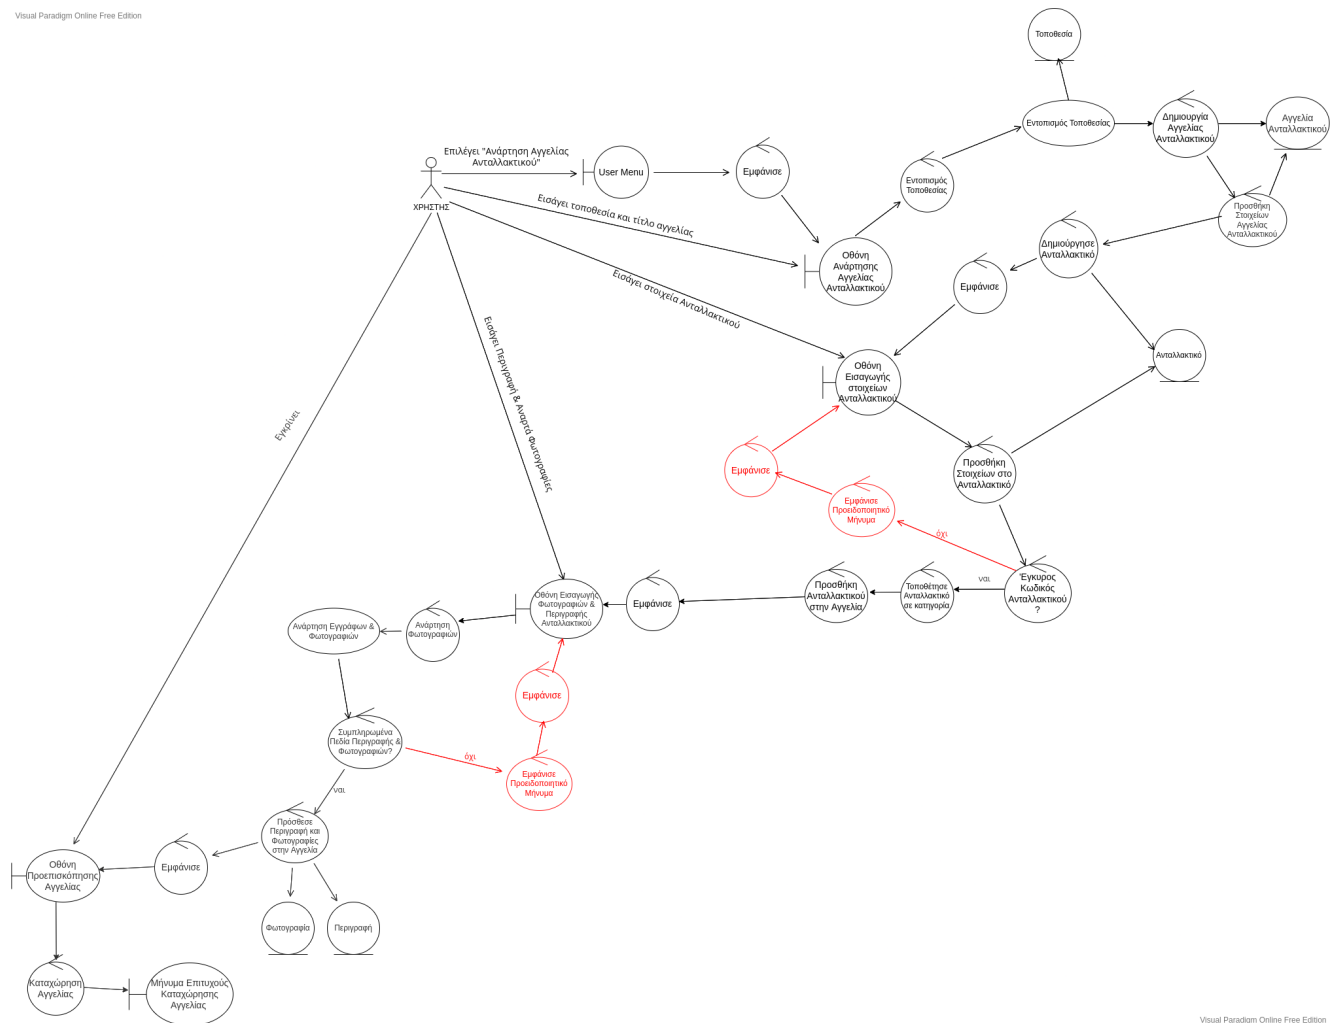 Visual Paradigm Online Free Edition
Τοποθεσία
Εντοπισμός Τοποθεσίας
Δημιουργία
Αγγελίας
Ανταλλακτικού
Αγγελία
Ανταλλακτικού
Επιλέγει "Ανάρτηση Αγγελίας
Ανταλλακτικού"
User Menu
Εμφάνισε
Εντοπισμός
Τοποθεσίας
ΧΡΗΣΤΗΣ
Εισάγει τοποθεσία και τίτλο αγγελίας
Προσθήκη
Στοιχείων
Αγγελίας
Ανταλλακτικού
Οθόνη
Ανάρτησης
Αγγελίας
Ανταλλακτικού
Δημιούργησε
Ανταλλακτικό
Εμφάνισε
Εισάγει στοιχεία Ανταλλακτικού
Ανταλλακτικό
Οθόνη
Εισαγωγής
στοιχείων
Ανταλλακτικού
Εισάγει Περιγραφή & Αναρτά Φωτογραφίες
Εγκρίνει
Εμφάνισε
Προσθήκη
Στοιχείων στο
Ανταλλακτικό
Εμφάνισε
Προειδοποιητικό
Μήνυμα
όχι
Έγκυρος
Κωδικός
Ανταλλακτικού
?
ναι
Τοποθέτησε
Ανταλλακτικό
σε κατηγορία
Προσθήκη
Ανταλλακτικού
στην Αγγελία
Εμφάνισε
Οθόνη Εισαγωγής
Φωτογραφιών &
Περιγραφής
Ανταλλακτικού
Ανάρτηση
Φωτογραφιών
Ανάρτηση Εγγράφων &
Φωτογραφιών
Εμφάνισε
Συμπληρωμένα
Πεδία Περιγραφής &
Φωτογραφιών?
όχι
Εμφάνισε
Προειδοποιητικό
Μήνυμα
ναι
Πρόσθεσε
Περιγραφή και
Φωτογραφίες
στην Αγγελία
Εμφάνισε
Οθόνη
Προεπισκόπησης
Αγγελίας
Φωτογραφία
Περιγραφή
Καταχώρηση
Αγγελίας
Μήνυμα Επιτυχούς
Καταχώρησης
Αγγελίας
Visual Paradigm Online Free Edition